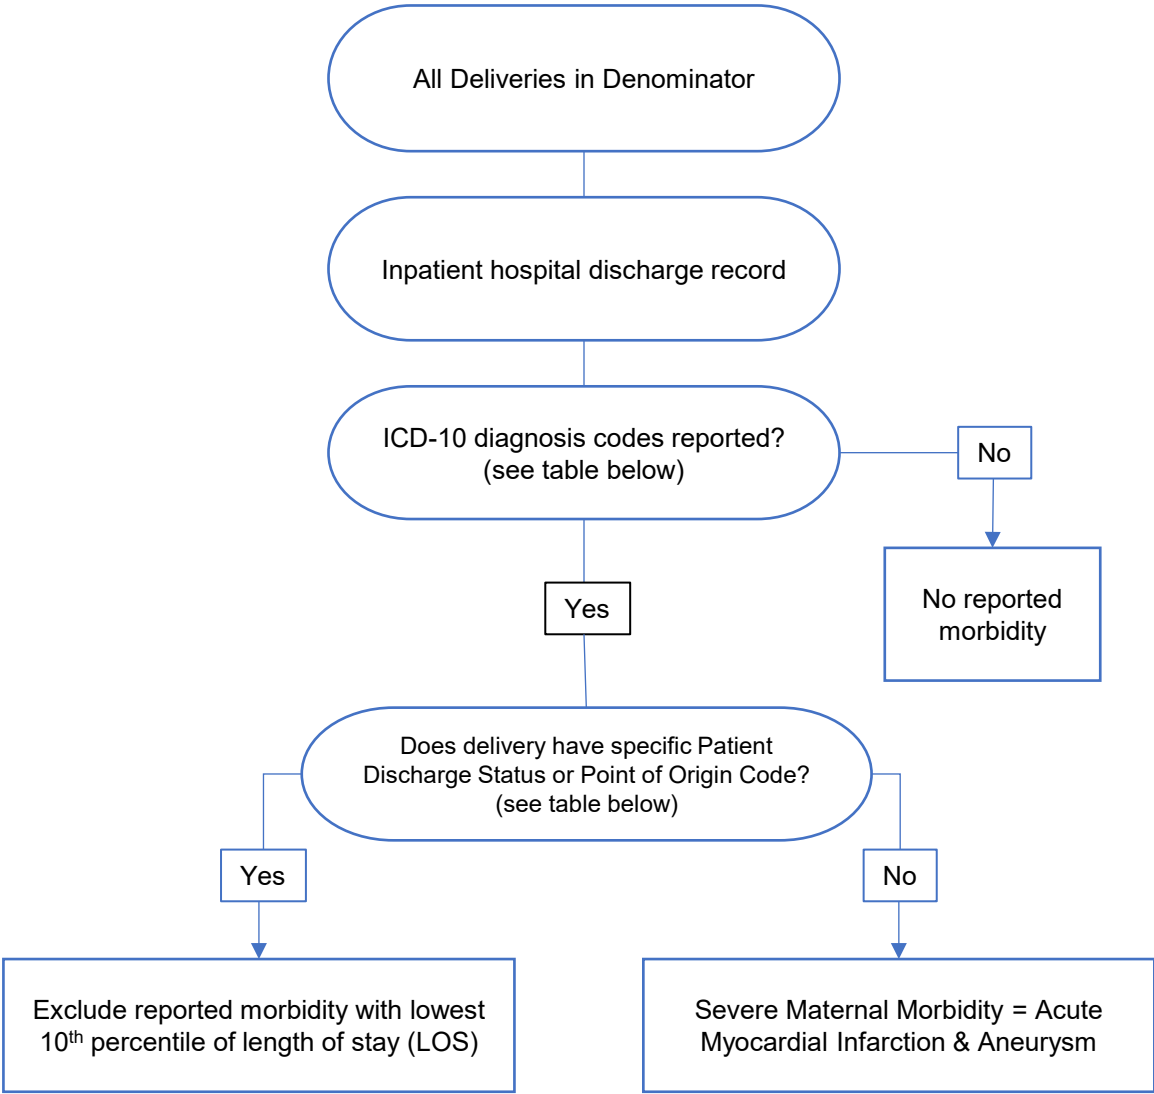 All Deliveries in Denominator
Inpatient hospital discharge record
ICD-10 diagnosis codes reported?
(see table below)
No
No reported
morbidity
Yes
Does delivery have specific Patient
Discharge Status or Point of Origin Code?
(see table below)
Yes
No
Exclude reported morbidity with lowest
10th percentile of length of stay (LOS)
Severe Maternal Morbidity = Acute
Myocardial Infarction & Aneurysm